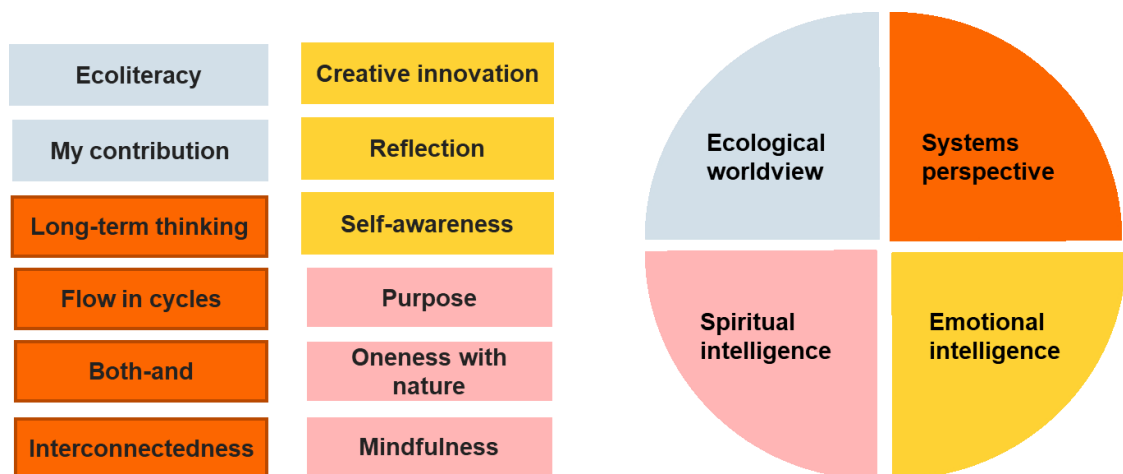 Ecoliteracy
My contribution
Long-term thinking
Flow in cycles
Both-and
Interconnectedness
Creative innovation
Reflection
Self-awareness
Purpose
Oneness with
nature
Mindfulness
Ecological
worldview
Systems
perspective
Spiritual
intelligence
Emotional
intelligence